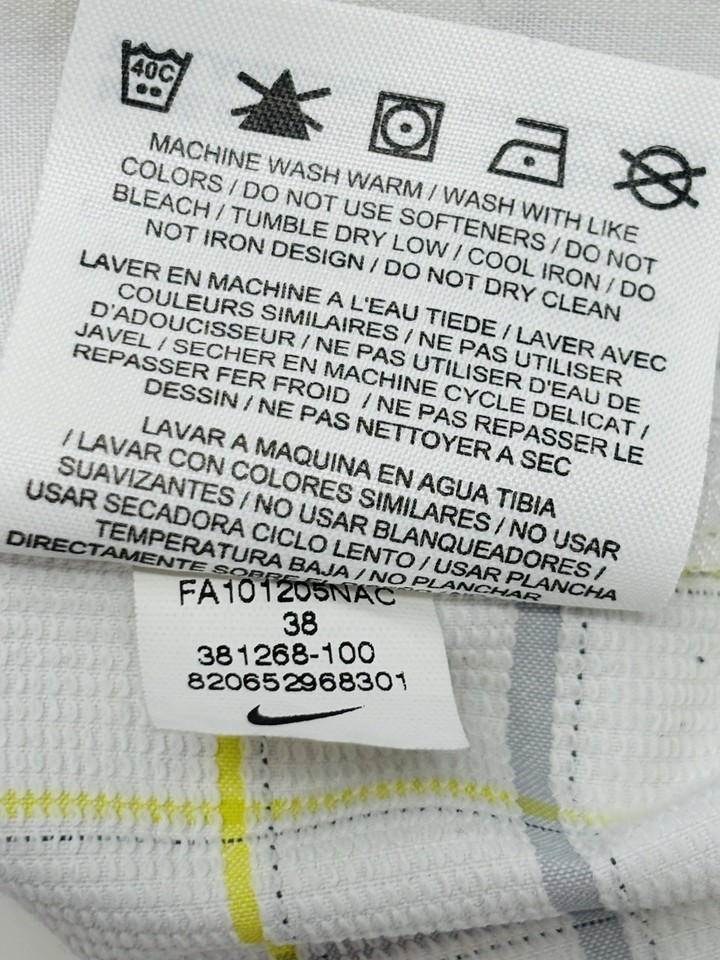 40C
MACHINE WASH WARM / WASH WITH LIKE
COLORS / DO NOT USE SOFTENERS / DO NOT
BLEACH / TUMBLE DRY LOW / COOL IRON / DO
NOT IRON DESIGN / DO NOT DRY CLEAN
LAVER EN MACHINE A L'EAU TIEDE / LAVER AVEC
COULEURS SIMILAIRES / NE PAS UTILISER
D'ADOUCISSEUR / NE PAS UTILISER D'EAU DE
JAVEL / SECHER EN MACHINE CYCLE DELICAT /
REPASSER FER FROID / NE PAS REPASSER LE
DESSIN / NE PAS NETTOYER A SEC
LAVAR A MAQUINA EN AGUA TIBIA
/ LAVAR CON COLORES SIMILARES / NO USAR
SUAVIZANTES / NO USAR BLANQUEADORES /
USAR SECADORA CICLO LENTO / USAR PLANCHA
TEMPERATURA BAJA / NO PLANCHAR
DIRECTAMENTE SOBRE
FA101205NAC
38
381268-100
820652968301